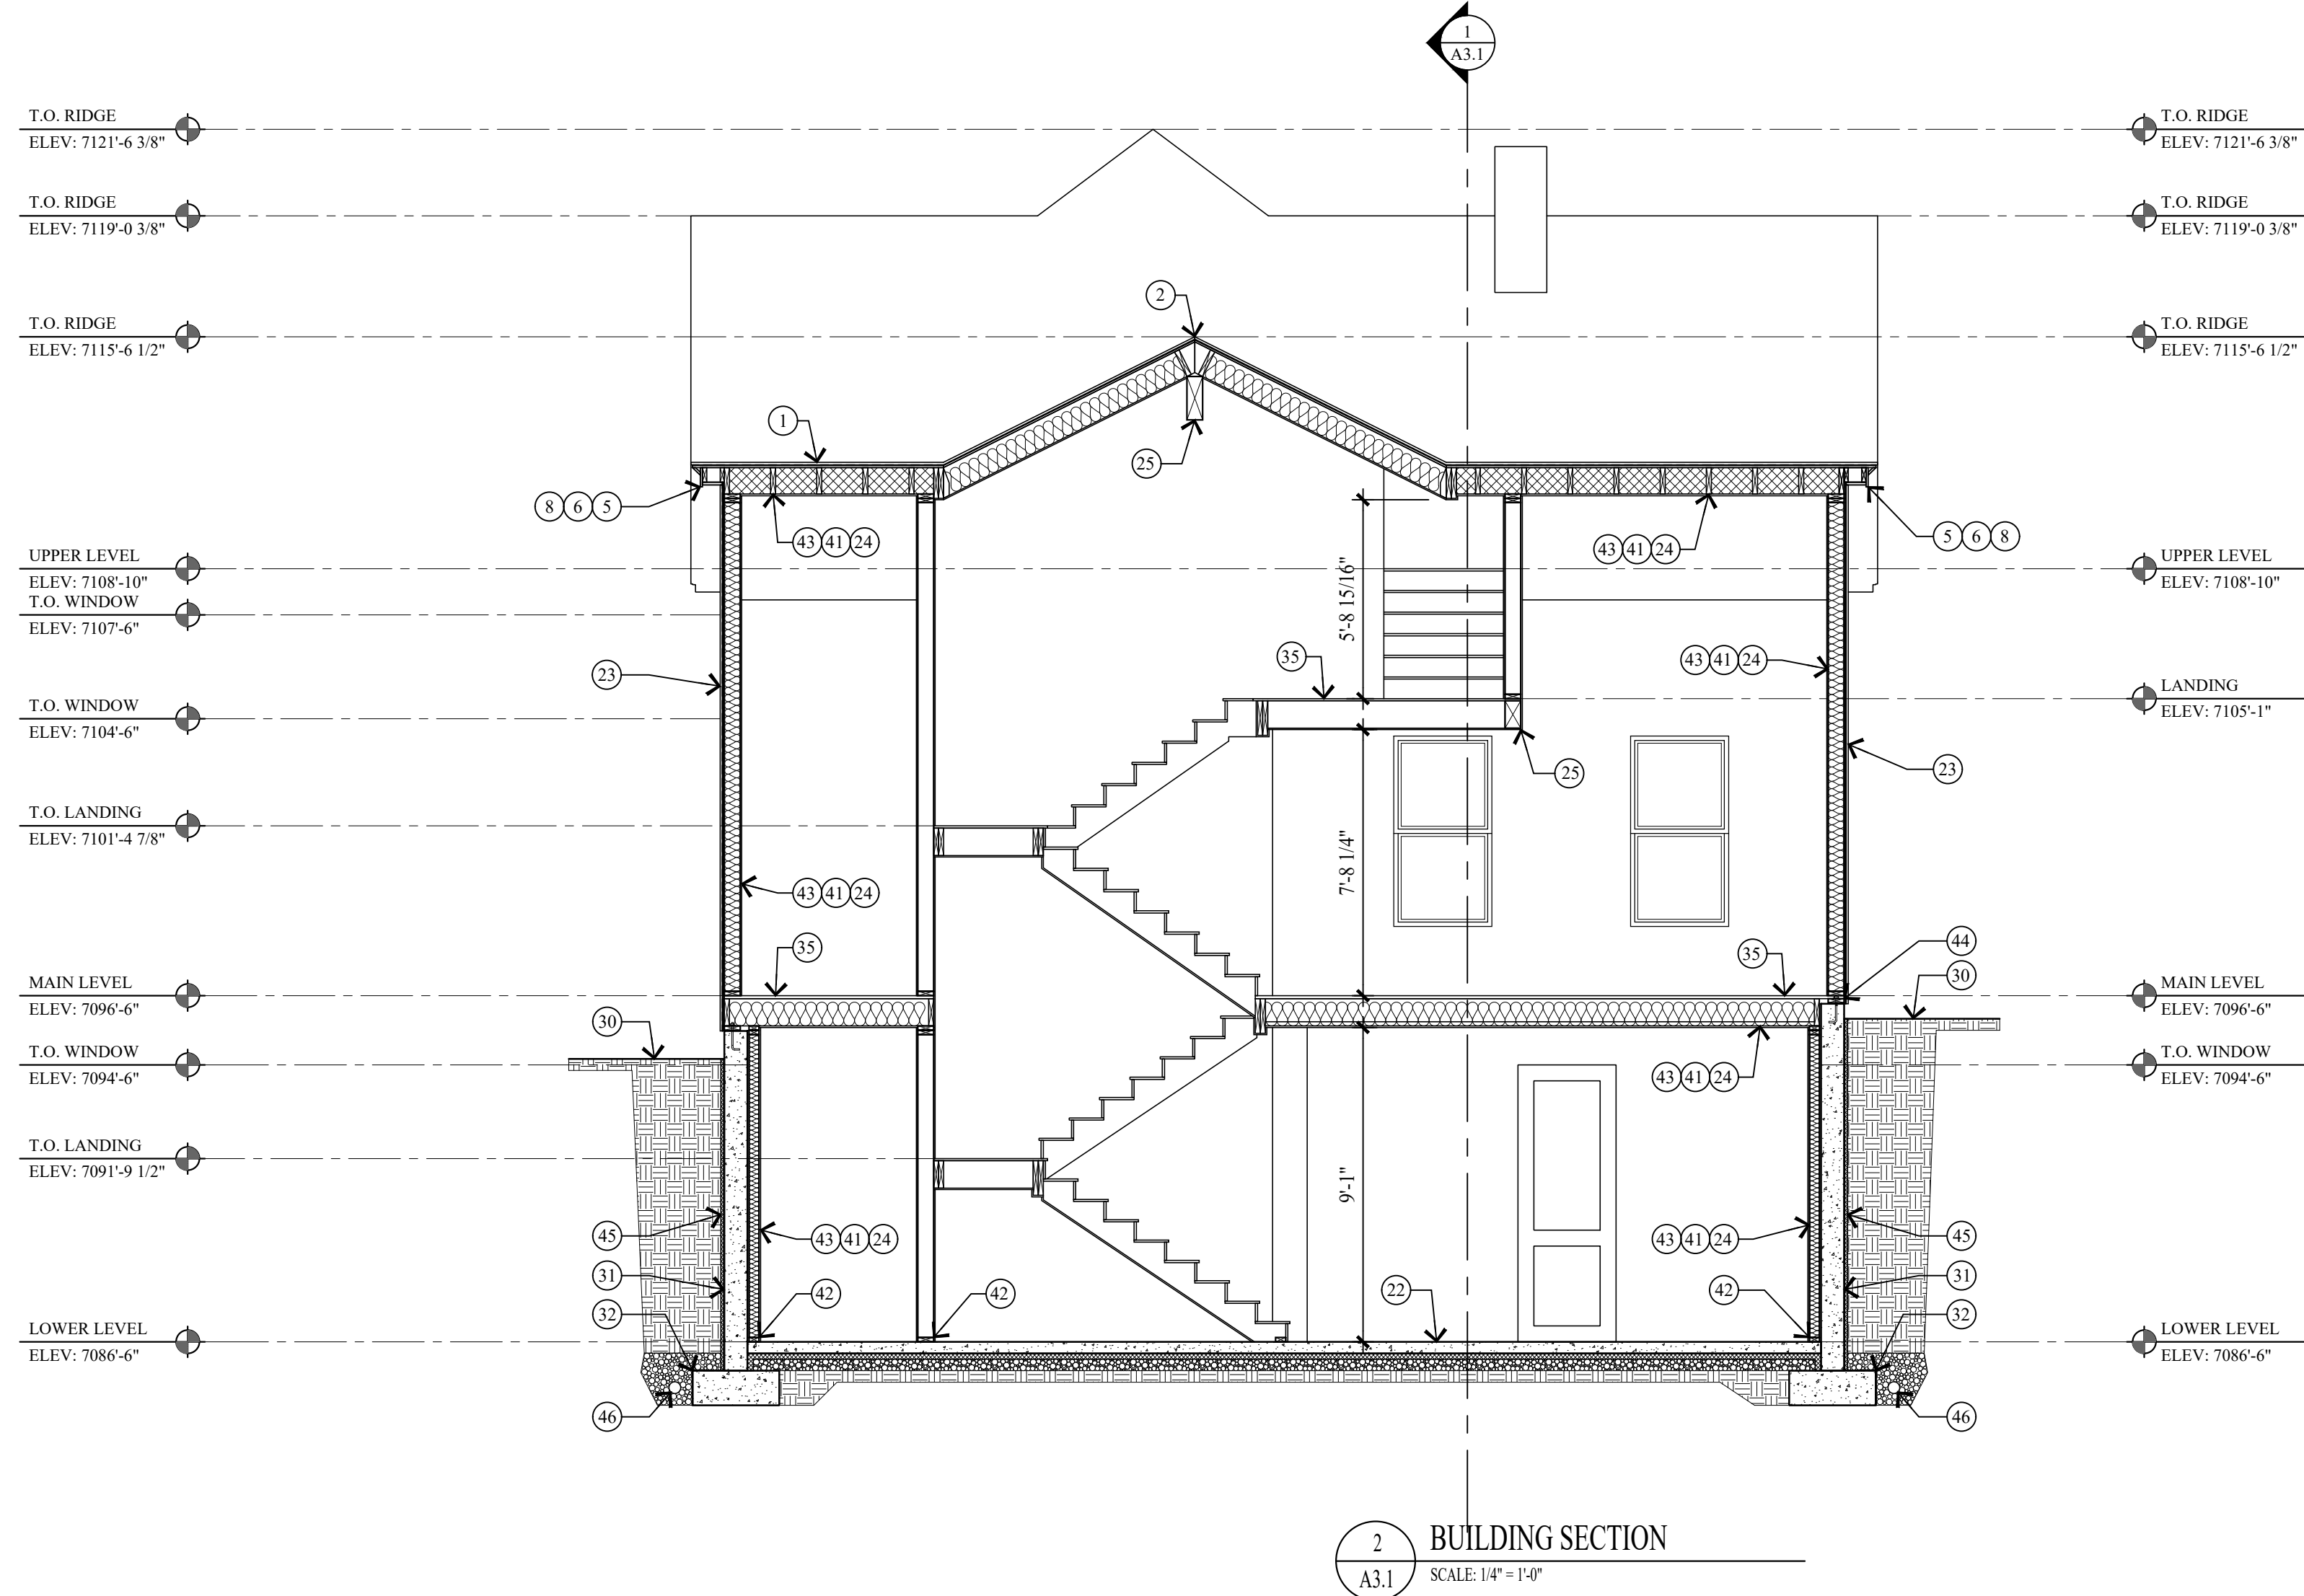 1
A3.1
T.O. RIDGE
ELEV: 7121'-6 3/8"
T.O. RIDGE
ELEV: 7121'-6 3/8"
T.O. RIDGE
ELEV: 7119'-0 3/8"
T.O. RIDGE
ELEV: 7119'-0 3/8"
2
T.O. RIDGE
ELEV: 7115'-6 1/2"
T.O. RIDGE
ELEV: 7115'-6 1/2"
1
25
8 6 5
43 41 24
43 41 24
5 6 8
UPPER LEVEL
ELEV: 7108'-10"
UPPER LEVEL
ELEV: 7108'-10"
T.O. WINDOW
ELEV: 7107'-6"
5'-8 15/16"
23
35
43 41 24
T.O. WINDOW
ELEV: 7104'-6"
LANDING
ELEV: 7105'-1"
25
23
T.O. LANDING
ELEV: 7101'-4 7/8"
7'-8 1/4"
43 41 24
35
35
44
MAIN LEVEL
ELEV: 7096'-6"
30
MAIN LEVEL
ELEV: 7096'-6"
30
T.O. WINDOW
ELEV: 7094'-6"
43 41 24
T.O. WINDOW
ELEV: 7094'-6"
T.O. LANDING
ELEV: 7091'-9 1/2"
9'-1"
45
43 41 24
43 41 24
45
31
42
42
22
42
31
32
32
LOWER LEVEL
ELEV: 7086'-6"
LOWER LEVEL
ELEV: 7086'-6"
46
46
2
A3.1
BUILDING SECTION
SCALE: 1/4" = 1'-0"